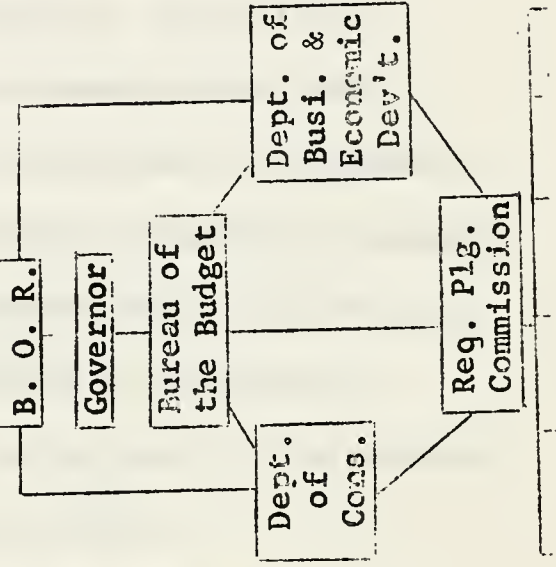 B. O. R.
Governor
Bureau of
the Budget
Dept.
of
Cons.
Dept. of
Busi. &
Economic
Dev't.
Reg. Plg.
Commission